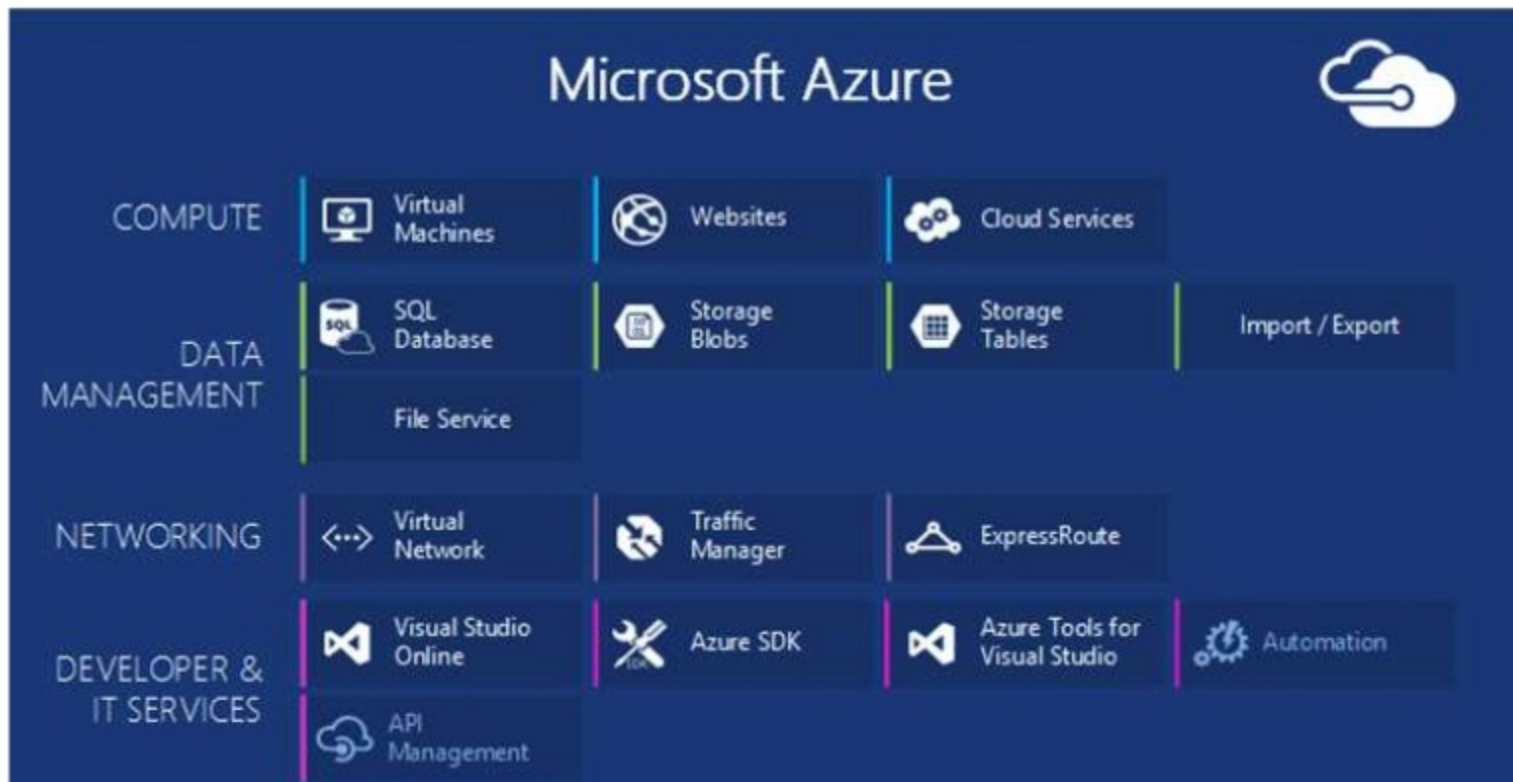 Microsoft Azure
COMPUTE
Virtual
Machines
Websites
Cloud Services
DATA
MANAGEMENT
SQL
SQL
Database
Storage
Blobs
Storage
Tables
Import / Export
File Service
NETWORKING
Virtual
Network
Traffic
Manager
ExpressRoute
DEVELOPER &
IT SERVICES
Visual Studio
Online
SDK
Azure SDK
Azure Tools for
Visual Studio
Automation
API
Management